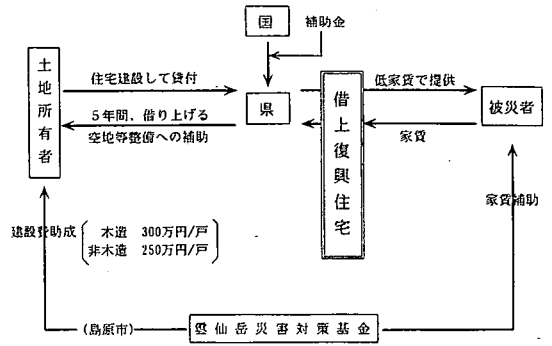 国
補助金
土地所有者
住宅建設して貸付
県
低家賃で提供
借上復興住宅
被災者
5年間、借り上げる
空地等整備への補助
家賃
家賃補助
建設費助成
木造 300万円/戸
非木造 250万円/戸
(島原市)
雲仙岳災害対策基金